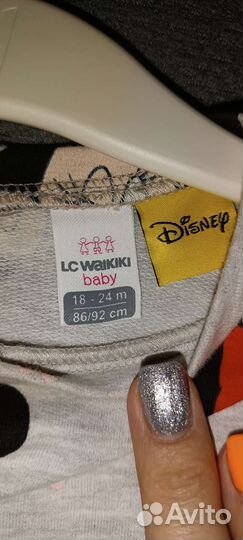 LC WAIKIKI
baby
18 - 24 m
86/92 cm
Disney
Avito